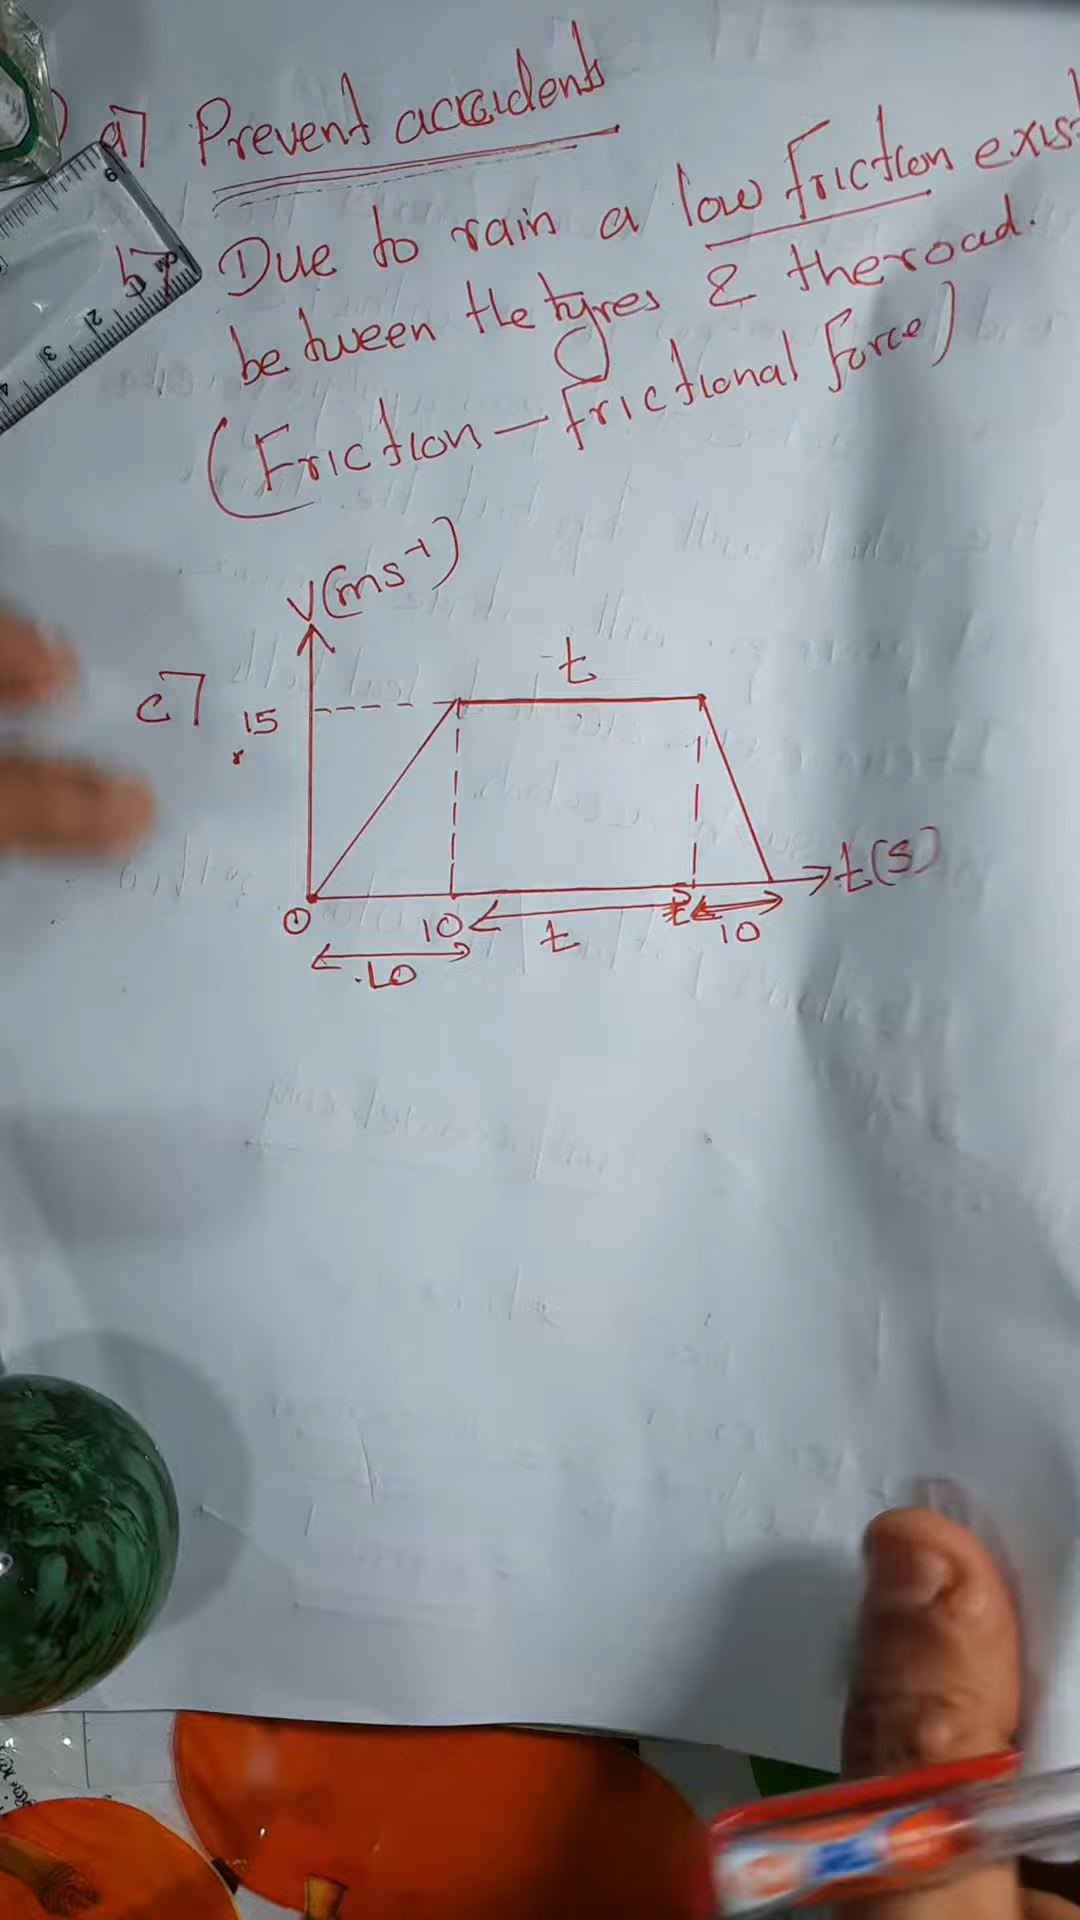 a] Prevent accaidents
b] Due to rain a low friction exist
between the tyres & the road.
(Friction - frictional force)
V(ms⁻¹)
c]
t
15
t(s)
0
10
t
10
10